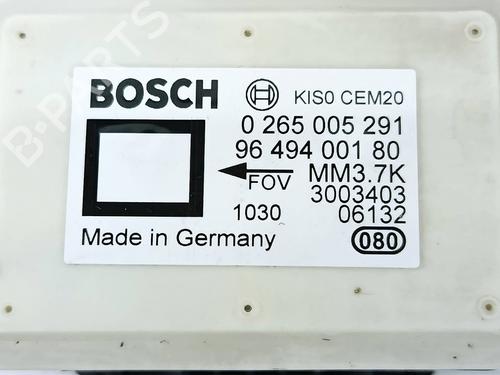 BOSCH KIS0 CEM20
0 265 005 291
96 494 001 80
FOV MM3.7K
3003403
1030 06132
Made in Germany 080
B-PARTS